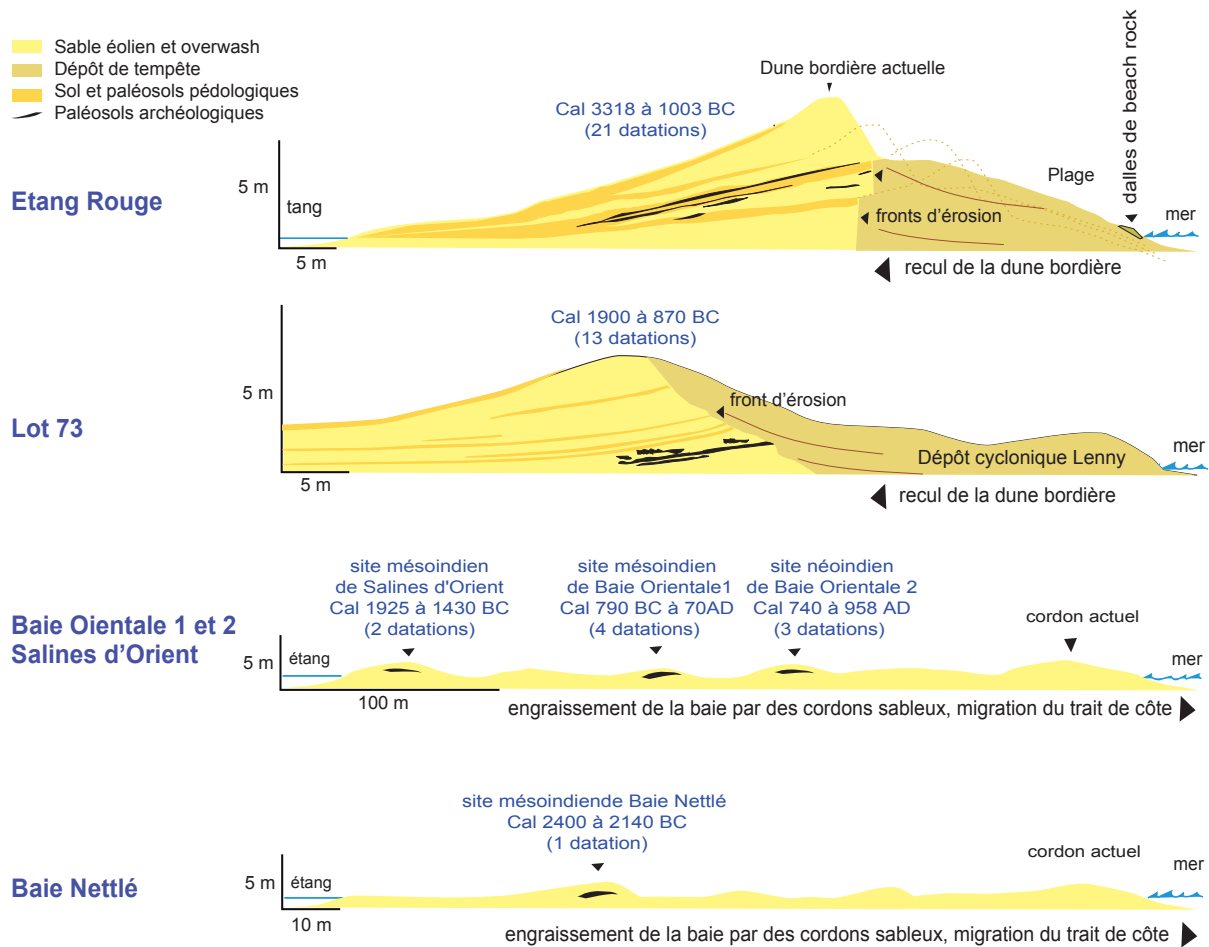 Sable éolien et overwash
Dépôt de tempête
Sol et paléosols pédologiques
Paléosols archéologiques
Dune bordière actuelle
Cal 3318 à 1003 BC
(21 datations)
dalles de beach rock
Etang Rouge
5 m
tang
Plage
mer
fronts d'érosion
5 m
recul de la dune bordière
Cal 1900 à 870 BC
(13 datations)
5 m
front d'érosion
Lot 73
mer
Dépôt cyclonique Lenny
5 m
recul de la dune bordière
site mésoindien
de Salines d'Orient
Cal 1925 à 1430 BC
(2 datations)
site mésoindien
de Baie Orientale1
Cal 790 BC à 70AD
(4 datations)
site néoindien
de Baie Orientale 2
Cal 740 à 958 AD
(3 datations)
Baie Oientale 1 et 2
Salines d'Orient
cordon actuel
5 m
étang
mer
100 m
engraissement de la baie par des cordons sableux, migration du trait de côte
site mésoindiende Baie Nettlé
Cal 2400 à 2140 BC
(1 datation)
cordon actuel
Baie Nettlé
5 m
étang
mer
10 m
engraissement de la baie par des cordons sableux, migration du trait de côte